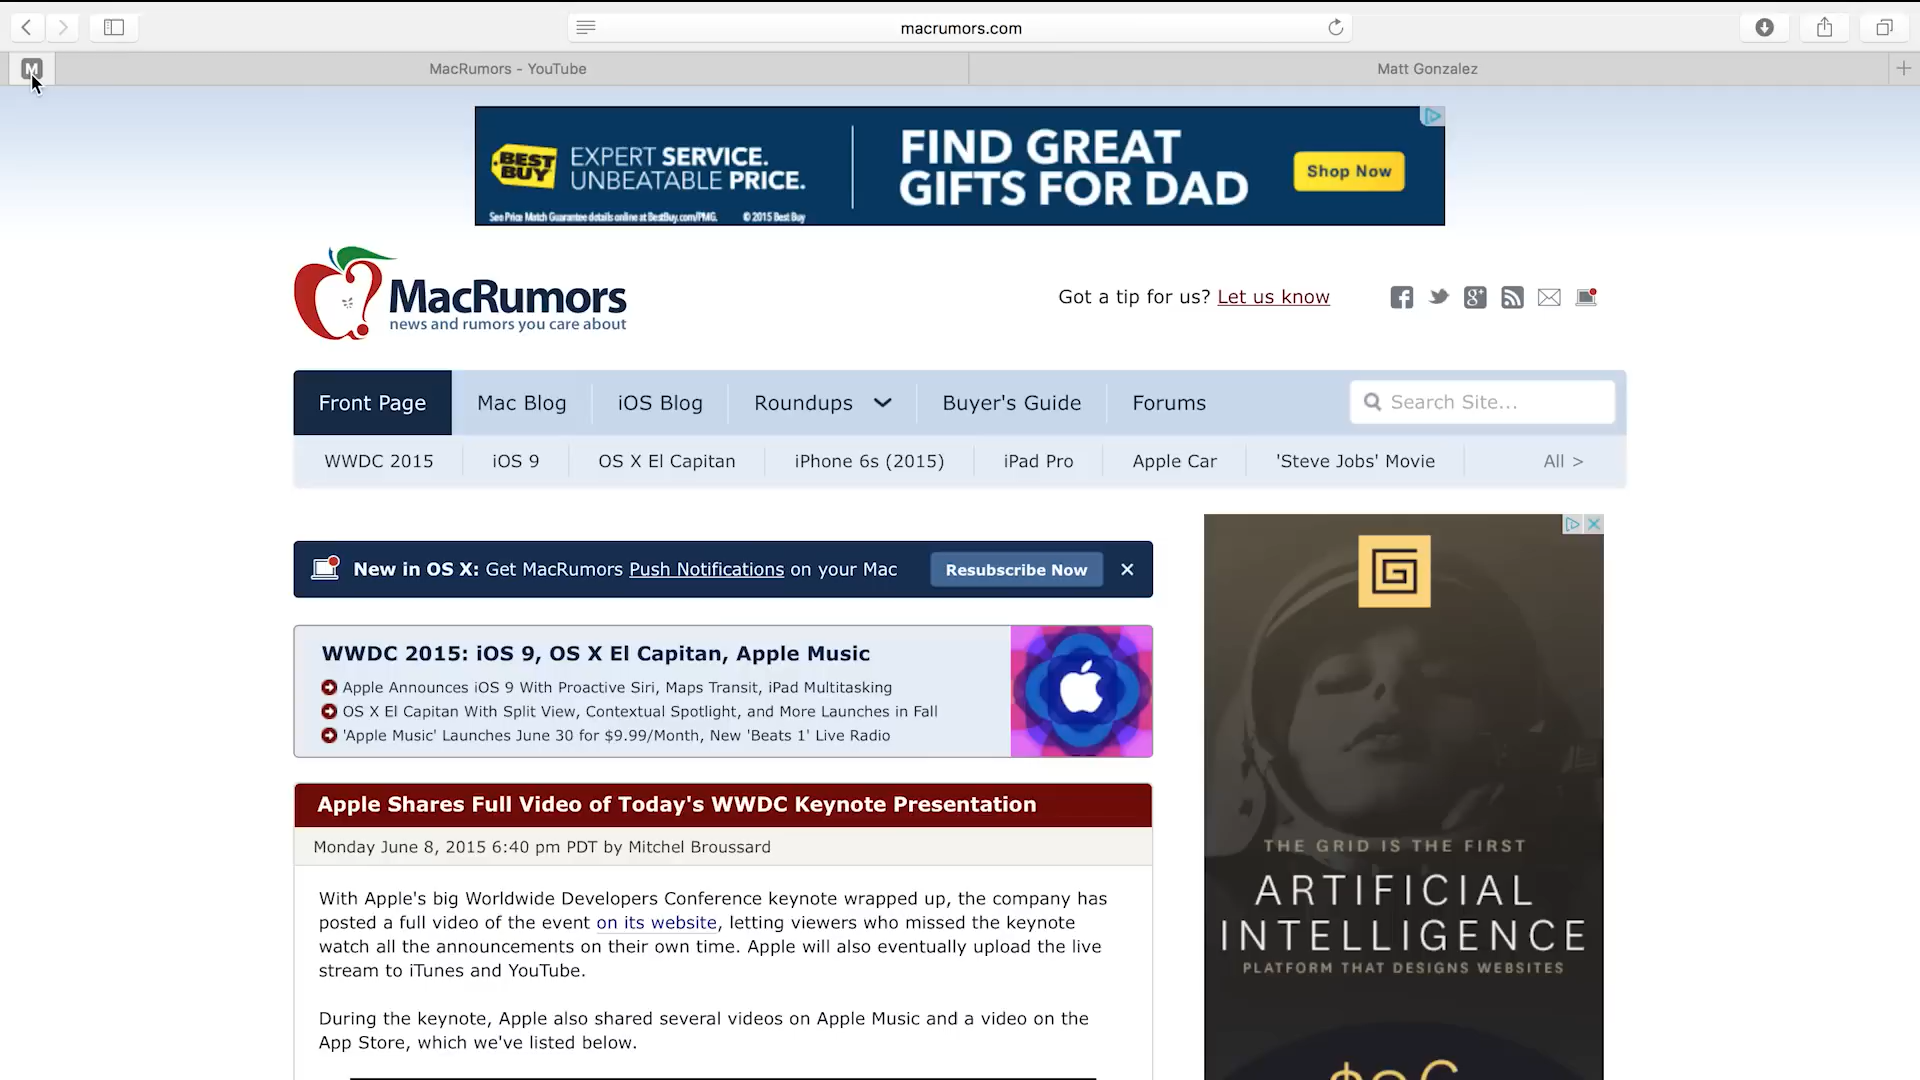 macrumors.com
M
MacRumors - YouTube
Matt Gonzalez
BEST BUY
EXPERT SERVICE.
UNBEATABLE PRICE.
FIND GREAT
GIFTS FOR DAD
Shop Now
See Price Match Guarantee details online at BestBuy.com/PMG. © 2015 Best Buy
MacRumors
news and rumors you care about
Got a tip for us? Let us know
Front Page
Mac Blog
iOS Blog
Roundups
Buyer's Guide
Forums
Search Site...
WWDC 2015
iOS 9
OS X El Capitan
iPhone 6s (2015)
iPad Pro
Apple Car
'Steve Jobs' Movie
All >
New in OS X: Get MacRumors Push Notifications on your Mac
Resubscribe Now
WWDC 2015: iOS 9, OS X El Capitan, Apple Music
Apple Announces iOS 9 With Proactive Siri, Maps Transit, iPad Multitasking
OS X El Capitan With Split View, Contextual Spotlight, and More Launches in Fall
'Apple Music' Launches June 30 for $9.99/Month, New 'Beats 1' Live Radio
Apple Shares Full Video of Today's WWDC Keynote Presentation
Monday June 8, 2015 6:40 pm PDT by Mitchel Broussard
With Apple's big Worldwide Developers Conference keynote wrapped up, the company has
posted a full video of the event on its website, letting viewers who missed the keynote
watch all the announcements on their own time. Apple will also eventually upload the live
stream to iTunes and YouTube.
During the keynote, Apple also shared several videos on Apple Music and a video on the
App Store, which we've listed below.
THE GRID IS THE FIRST
ARTIFICIAL
INTELLIGENCE
PLATFORM THAT DESIGNS WEBSITES